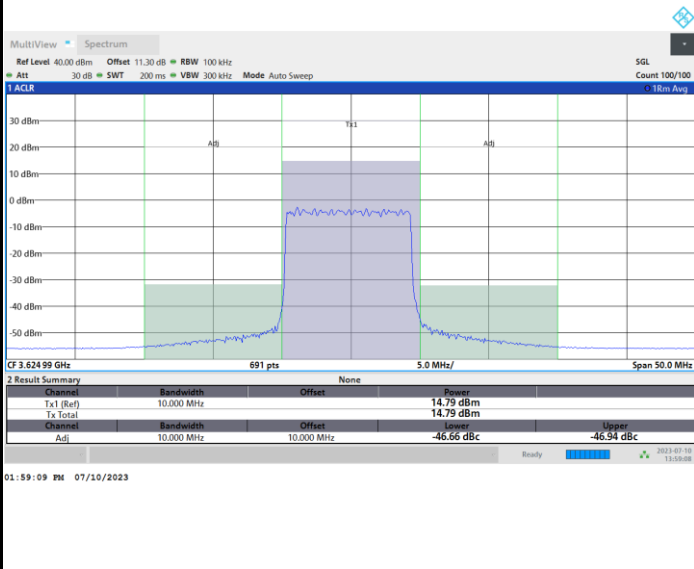 MultiView Spectrum
Ref Level 40.00 dBm Offset 11.30 dB RBW 100 kHz SGL
Att 30 dB SWT 200 ms VBW 300 kHz Mode Auto Sweep Count 100/100
1 ACLR 1Rm Avg
30 dBm
Tx1
20 dBm
Adj Adj
10 dBm
0 dBm
-10 dBm
-20 dBm
-30 dBm
-40 dBm
-50 dBm
CF 3.624 99 GHz 691 pts 5.0 MHz/ Span 50.0 MHz
2 Result Summary None
Channel Bandwidth Offset Power
Tx1 (Ref) 10.000 MHz 14.79 dBm
Tx Total 14.79 dBm
Channel Bandwidth Offset Lower Upper
Adj 10.000 MHz 10.000 MHz -46.66 dBc -46.94 dBc
Ready 2023-07-10
13:59:08
01:59:09 PM 07/10/2023